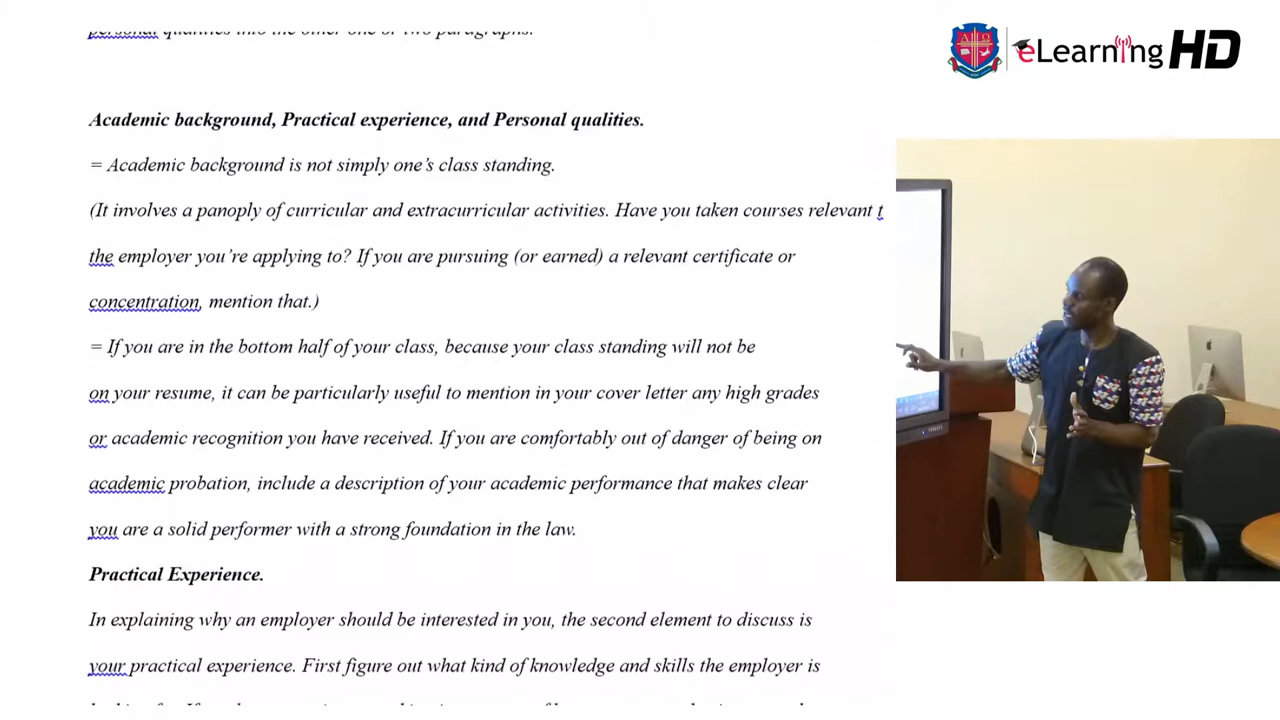 personal qualities into the other one or two paragraphs.
eLearning HD
Academic background, Practical experience, and Personal qualities.
= Academic background is not simply one's class standing.
(It involves a panoply of curricular and extracurricular activities. Have you taken courses relevant t
the employer you're applying to? If you are pursuing (or earned) a relevant certificate or
concentration, mention that.)
= If you are in the bottom half of your class, because your class standing will not be
on your resume, it can be particularly useful to mention in your cover letter any high grades
or academic recognition you have received. If you are comfortably out of danger of being on
academic probation, include a description of your academic performance that makes clear
you are a solid performer with a strong foundation in the law.
Practical Experience.
In explaining why an employer should be interested in you, the second element to discuss is
your practical experience. First figure out what kind of knowledge and skills the employer is